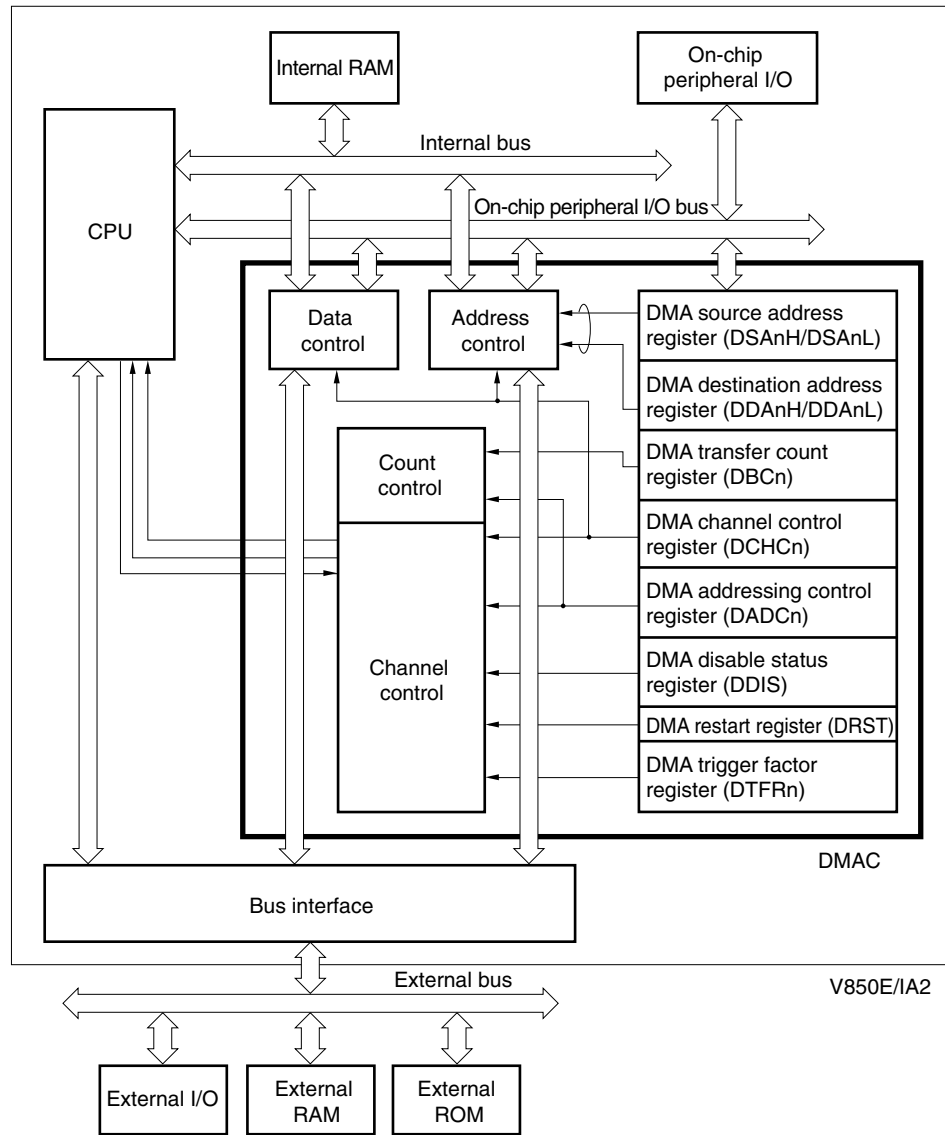 Internal RAM
On-chip
peripheral I/O
Internal bus
On-chip peripheral I/O bus
CPU
Data
control
Address
control
DMA source address
register (DSAnH/DSAnL)
DMA destination address
register (DDAnH/DDAnL)
Count
control
DMA transfer count
register (DBCn)
DMA channel control
register (DCHCn)
DMA addressing control
register (DADCn)
Channel
control
DMA disable status
register (DDIS)
DMA restart register (DRST)
DMA trigger factor
register (DTFRn)
DMAC
Bus interface
V850E/IA2
External bus
External I/O
External
RAM
External
ROM